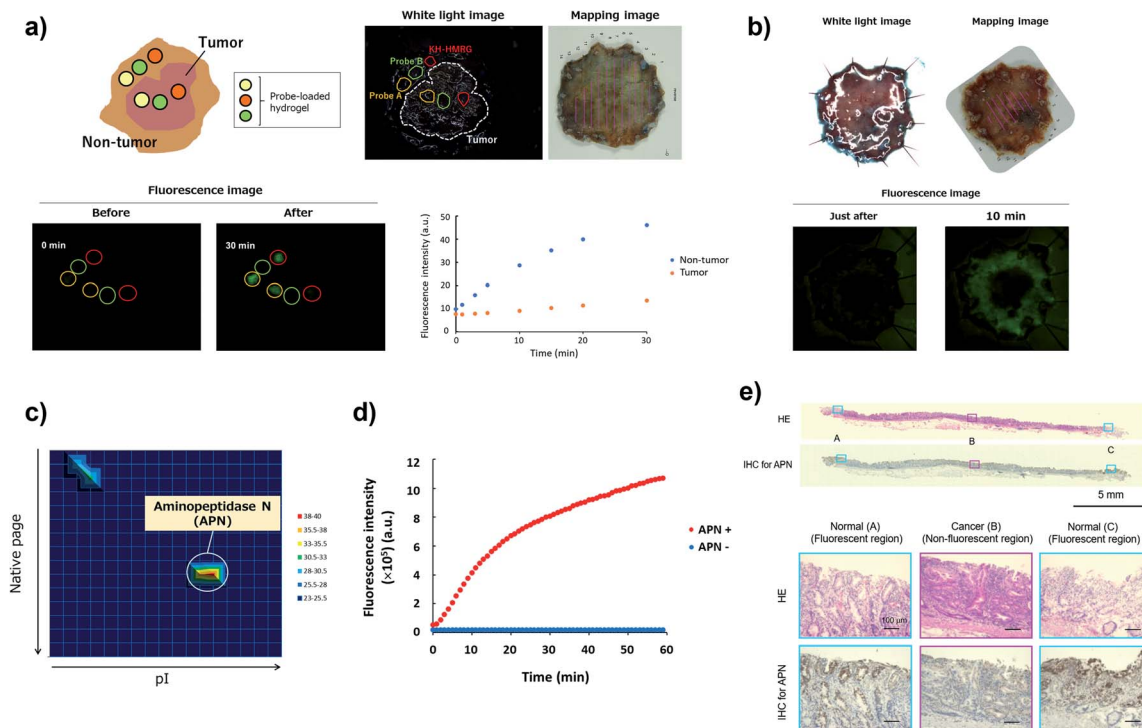 a)
Tumor
Non-tumor
Probe-loaded
hydrogel
White light image
Mapping image
KH-HMRG
Probe B
Probe A
Tumor
Fluorescence image
Before
After
0 min
30 min
Fluorescence intensity (a.u.)
50
40
30
20
10
0
0
10
20
30
Time (min)
Non-tumor
Tumor
b)
White light image
Mapping image
Fluorescence image
Just after
10 min
c)
Native page
Aminopeptidase N
(APN)
38-40
35.5-38
33-35.5
30.5-33
28-30.5
25.5-28
23-25.5
pI
d)
Fluorescence intensity
(×10⁵) (a.u.)
12
10
8
6
4
2
0
0
10
20
30
40
50
60
Time (min)
APN +
APN -
e)
HE
A
B
C
IHC for APN
5 mm
Normal (A)
(Fluorescent region)
Cancer (B)
(Non-fluorescent region)
Normal (C)
(Fluorescent region)
HE
100 μm
IHC for APN